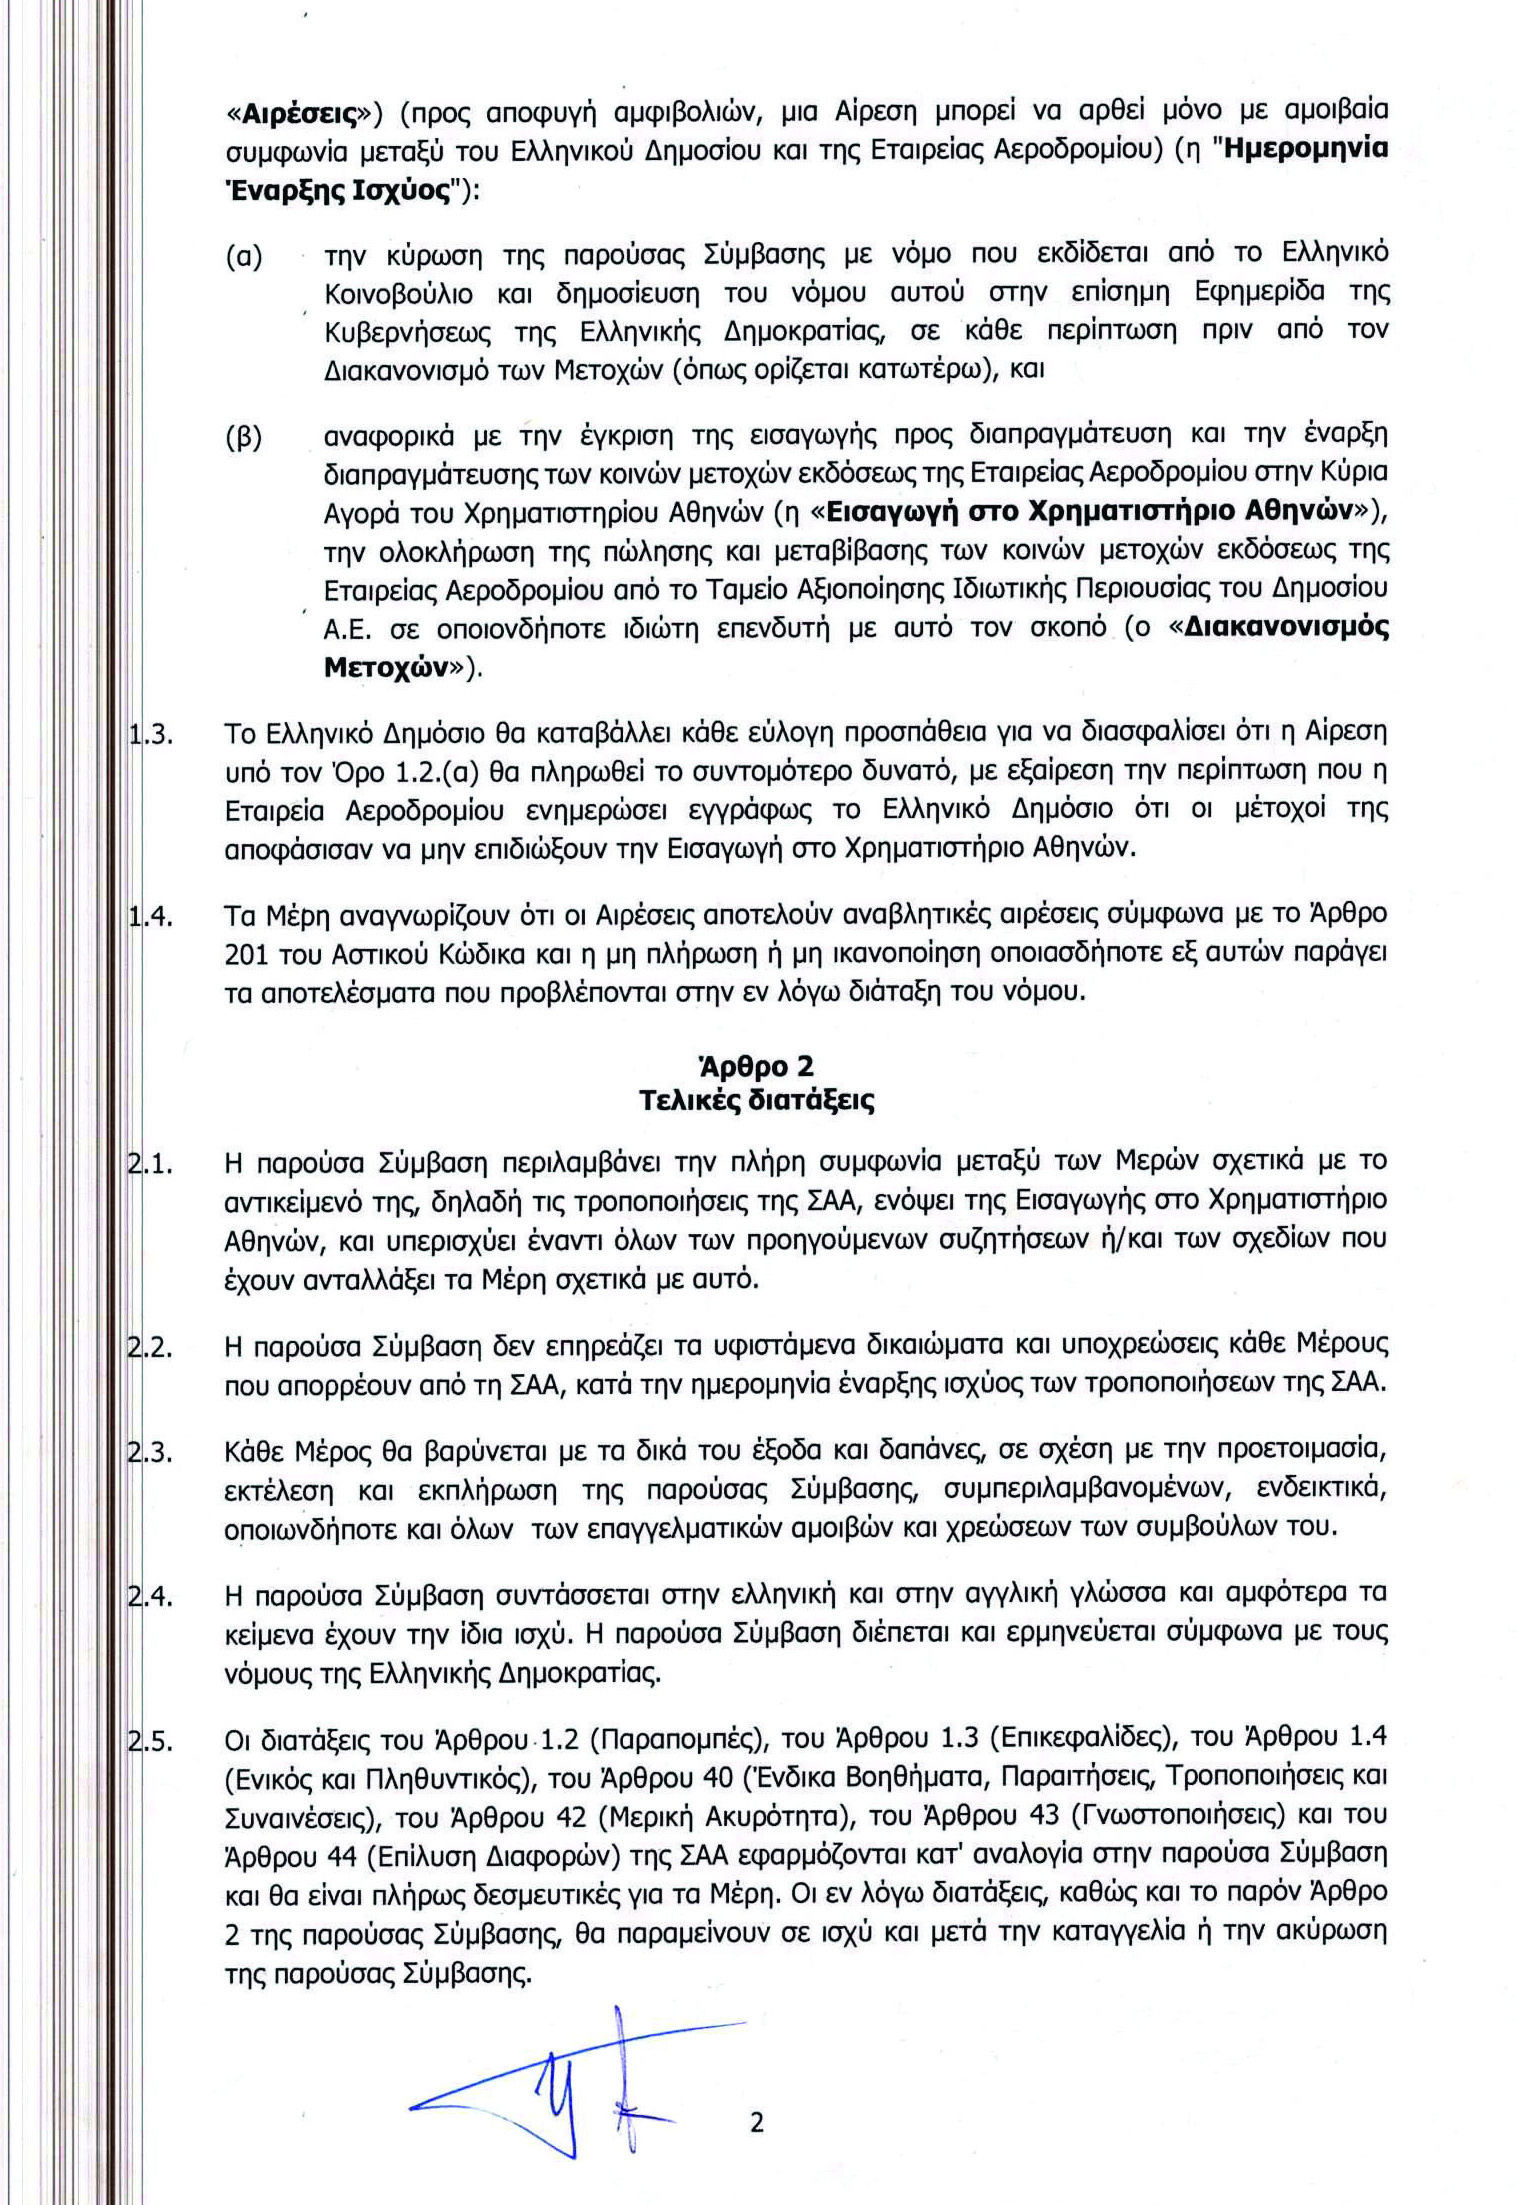 «Αιρέσεις») (προς αποφυγή αμφιβολιών, μια Αίρεση μπορεί να αρθεί μόνο με αμοιβαία
συμφωνία μεταξύ του Ελληνικού Δημοσίου και της Εταιρείας Αεροδρομίου) (η "Ημερομηνία
Έναρξης Ισχύος"):
(α) την κύρωση της παρούσας Σύμβασης με νόμο που εκδίδεται από το Ελληνικό
Κοινοβούλιο και δημοσίευση του νόμου αυτού στην επίσημη Εφημερίδα της
Κυβερνήσεως της Ελληνικής Δημοκρατίας, σε κάθε περίπτωση πριν από τον
Διακανονισμό των Μετοχών (όπως ορίζεται κατωτέρω), και
(β) αναφορικά με την έγκριση της εισαγωγής προς διαπραγμάτευση και την έναρξη
διαπραγμάτευσης των κοινών μετοχών εκδόσεως της Εταιρείας Αεροδρομίου στην Κύρια
Αγορά του Χρηματιστηρίου Αθηνών (η «Εισαγωγή στο Χρηματιστήριο Αθηνών»),
την ολοκλήρωση της πώλησης και μεταβίβασης των κοινών μετοχών εκδόσεως της
Εταιρείας Αεροδρομίου από το Ταμείο Αξιοποίησης Ιδιωτικής Περιουσίας του Δημοσίου
Α.Ε. σε οποιονδήποτε ιδιώτη επενδυτή με αυτό τον σκοπό (ο «Διακανονισμός
Μετοχών»).
1.3. Το Ελληνικό Δημόσιο θα καταβάλλει κάθε εύλογη προσπάθεια για να διασφαλίσει ότι η Αίρεση
υπό τον Όρο 1.2.(α) θα πληρωθεί το συντομότερο δυνατό, με εξαίρεση την περίπτωση που η
Εταιρεία Αεροδρομίου ενημερώσει εγγράφως το Ελληνικό Δημόσιο ότι οι μέτοχοί της
αποφάσισαν να μην επιδιώξουν την Εισαγωγή στο Χρηματιστήριο Αθηνών.
1.4. Τα Μέρη αναγνωρίζουν ότι οι Αιρέσεις αποτελούν αναβλητικές αιρέσεις σύμφωνα με το Άρθρο
201 του Αστικού Κώδικα και η μη πλήρωση ή μη ικανοποίηση οποιασδήποτε εξ αυτών παράγει
τα αποτελέσματα που προβλέπονται στην εν λόγω διάταξη του νόμου.
Άρθρο 2
Τελικές διατάξεις
2.1. Η παρούσα Σύμβαση περιλαμβάνει την πλήρη συμφωνία μεταξύ των Μερών σχετικά με το
αντικείμενό της, δηλαδή τις τροποποιήσεις της ΣΑΑ, ενόψει της Εισαγωγής στο Χρηματιστήριο
Αθηνών, και υπερισχύει έναντι όλων των προηγούμενων συζητήσεων ή/και των σχεδίων που
έχουν ανταλλάξει τα Μέρη σχετικά με αυτό.
2.2. Η παρούσα Σύμβαση δεν επηρεάζει τα υφιστάμενα δικαιώματα και υποχρεώσεις κάθε Μέρους
που απορρέουν από τη ΣΑΑ, κατά την ημερομηνία έναρξης ισχύος των τροποποιήσεων της ΣΑΑ.
2.3. Κάθε Μέρος θα βαρύνεται με τα δικά του έξοδα και δαπάνες, σε σχέση με την προετοιμασία,
εκτέλεση και εκπλήρωση της παρούσας Σύμβασης, συμπεριλαμβανομένων, ενδεικτικά,
οποιωνδήποτε και όλων των επαγγελματικών αμοιβών και χρεώσεων των συμβούλων του.
2.4. Η παρούσα Σύμβαση συντάσσεται στην ελληνική και στην αγγλική γλώσσα και αμφότερα τα
κείμενα έχουν την ίδια ισχύ. Η παρούσα Σύμβαση διέπεται και ερμηνεύεται σύμφωνα με τους
νόμους της Ελληνικής Δημοκρατίας.
2.5. Οι διατάξεις του Άρθρου 1.2 (Παραπομπές), του Άρθρου 1.3 (Επικεφαλίδες), του Άρθρου 1.4
(Ενικός και Πληθυντικός), του Άρθρου 40 (Ένδικα Βοηθήματα, Παραιτήσεις, Τροποποιήσεις και
Συναινέσεις), του Άρθρου 42 (Μερική Ακυρότητα), του Άρθρου 43 (Γνωστοποιήσεις) και του
Άρθρου 44 (Επίλυση Διαφορών) της ΣΑΑ εφαρμόζονται κατ' αναλογία στην παρούσα Σύμβαση
και θα είναι πλήρως δεσμευτικές για τα Μέρη. Οι εν λόγω διατάξεις, καθώς και το παρόν Άρθρο
2 της παρούσας Σύμβασης, θα παραμείνουν σε ισχύ και μετά την καταγγελία ή την ακύρωση
της παρούσας Σύμβασης.
2